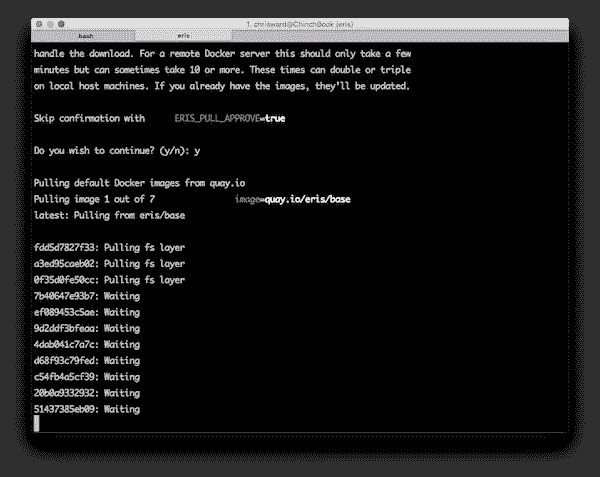 1. chrisward@ChinchBook (eris)
bash eris
handle the download. For a remote Docker server this should only take a few
minutes but can sometimes take 10 or more. These times can double or triple
on local host machines. If you already have the images, they'll be updated.
Skip confirmation with ERIS_PULL_APPROVE=true
Do you wish to continue? (y/n): y
Pulling default Docker images from quay.io
Pulling image 1 out of 7 image=quay.io/eris/base
latest: Pulling from eris/base
fdd5d7827f33: Pulling fs layer
a3ed95caeb02: Pulling fs layer
0f35d0fe50cc: Pulling fs layer
7b40647e93b7: Waiting
ef089453c5ae: Waiting
9d2ddf3bfeaa: Waiting
4dab041c7a7c: Waiting
d68f93c79fed: Waiting
c54fb4a5cf39: Waiting
20b0a9332932: Waiting
51437385eb09: Waiting